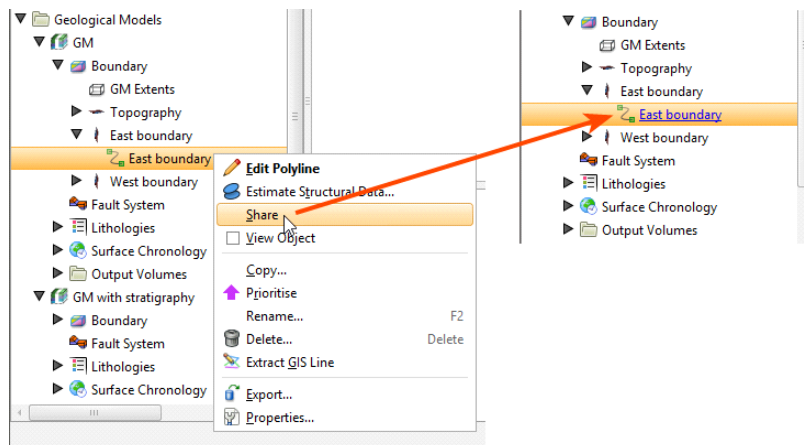 Geological Models
GM
Boundary
GM Extents
Topography
East boundary
East boundary
West boundary
Fault System
Lithologies
Surface Chronology
Output Volumes
GM with stratigraphy
Boundary
Fault System
Lithologies
Surface Chronology
Edit Polyline
Estimate Structural Data...
Share
View Object
Copy...
Prioritise
Rename... F2
Delete... Delete
Extract GIS Line
Export...
Properties...
Boundary
GM Extents
Topography
East boundary
East boundary
West boundary
Fault System
Lithologies
Surface Chronology
Output Volumes